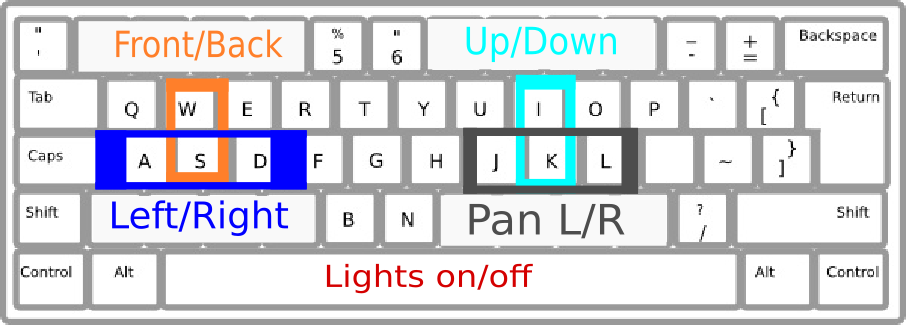 " Front/Back % " Up/Down _ + Backspace
' 5 6 - =
Tab Q W E R T Y U I O P ` { Return
[
Caps A S D F G H J K L ~ }
]
Shift Left/Right B N Pan L/R ? Shift
/
Control Alt Lights on/off Alt Control